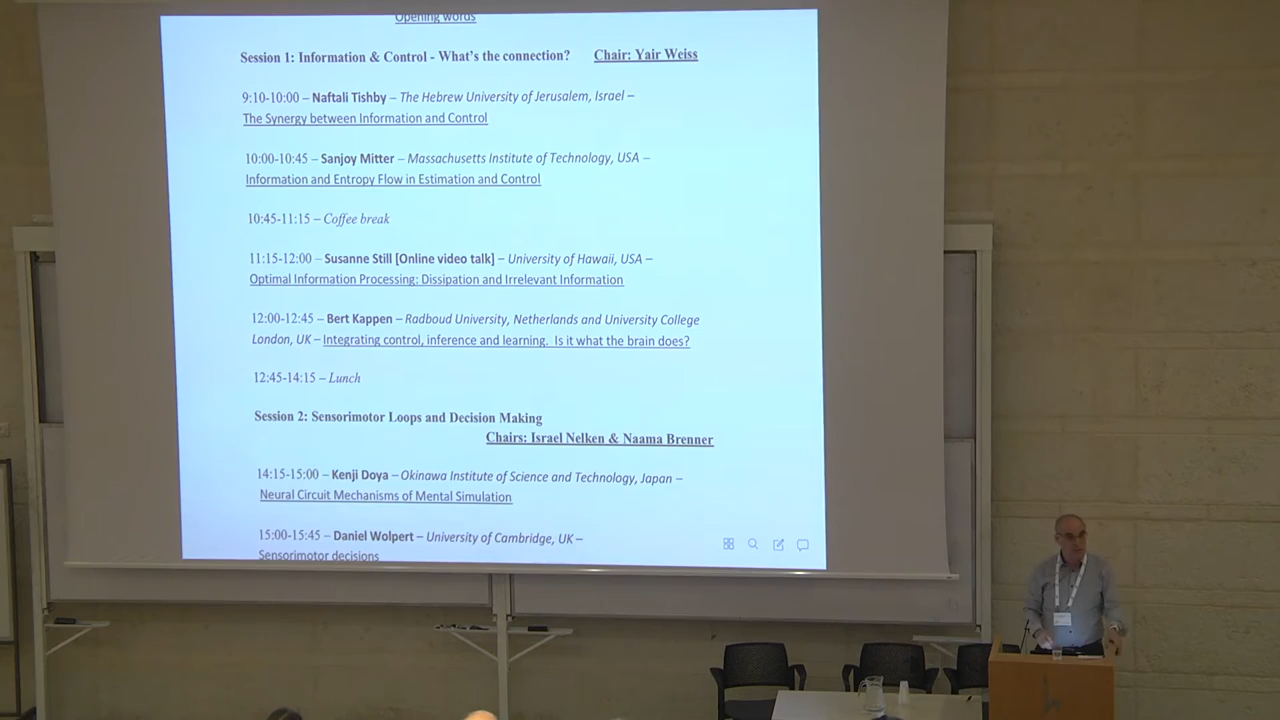 Opening words
Session 1: Information & Control - What's the connection? Chair: Yair Weiss
9:10-10:00 – Naftali Tishby – The Hebrew University of Jerusalem, Israel –
The Synergy between Information and Control
10:00-10:45 – Sanjoy Mitter – Massachusetts Institute of Technology, USA –
Information and Entropy Flow in Estimation and Control
10:45-11:15 – Coffee break
11:15-12:00 – Susanne Still [Online video talk] – University of Hawaii, USA –
Optimal Information Processing: Dissipation and Irrelevant Information
12:00-12:45 – Bert Kappen – Radboud University, Netherlands and University College
London, UK – Integrating control, inference and learning. Is it what the brain does?
12:45-14:15 – Lunch
Session 2: Sensorimotor Loops and Decision Making
Chairs: Israel Nelken & Naama Brenner
14:15-15:00 – Kenji Doya – Okinawa Institute of Science and Technology, Japan –
Neural Circuit Mechanisms of Mental Simulation
15:00-15:45 – Daniel Wolpert – University of Cambridge, UK –
Sensorimotor decisions